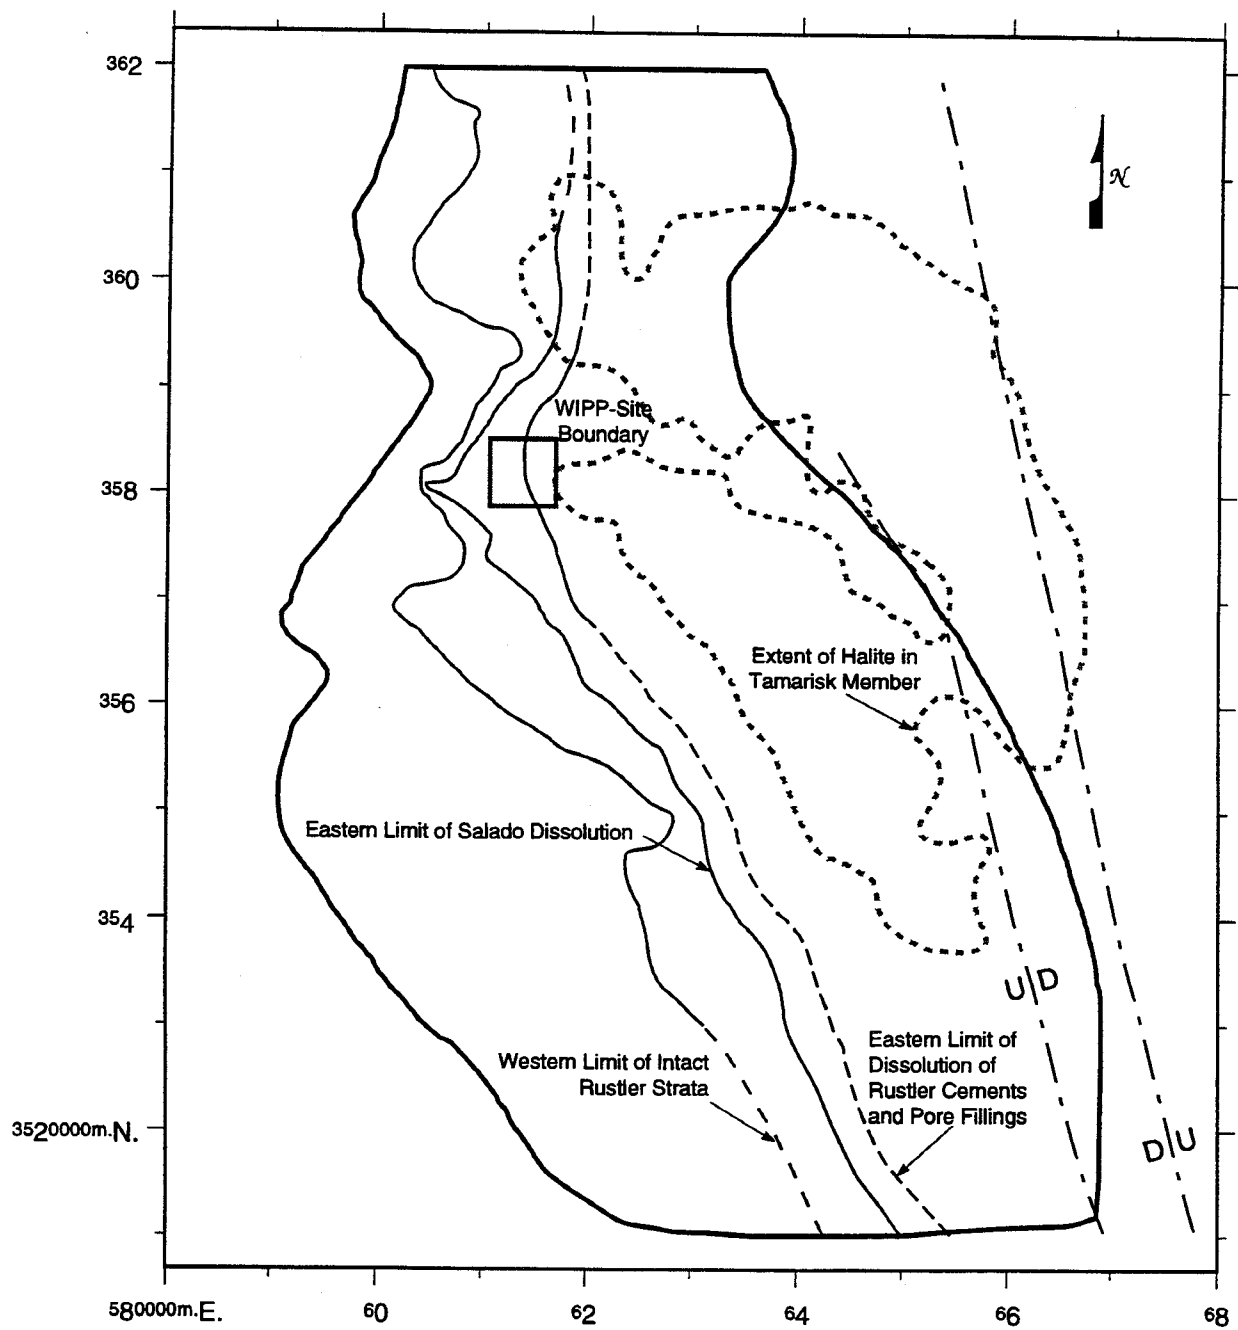 362
N
360
WIPP-Site
Boundary
358
Extent of Halite in
Tamarisk Member
356
Eastern Limit of Salado Dissolution
354
U D
Eastern Limit of
Dissolution of
Rustler Cements
and Pore Fillings
Western Limit of Intact
Rustler Strata
3520000m.N.
D U
580000m.E.
60
62
64
66
68